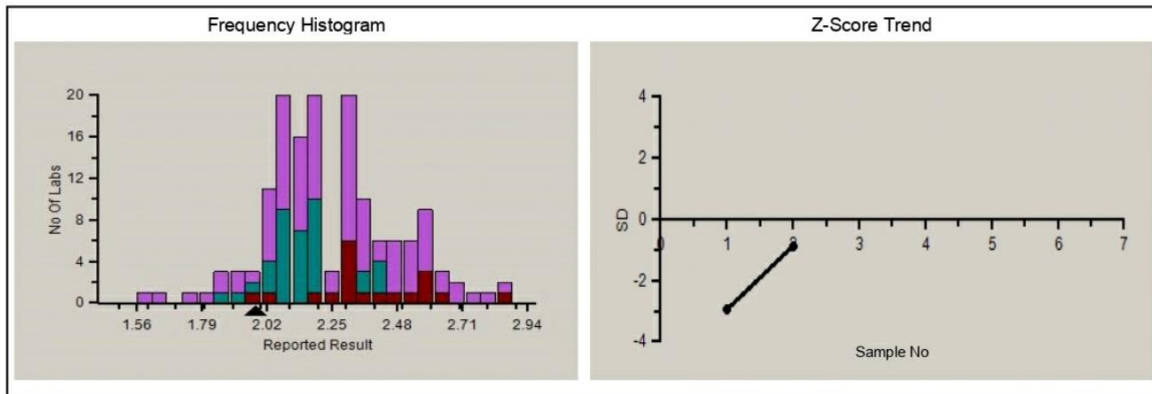 Frequency Histogram
20
16
12
8
4
0
No Of Labs
1.56 1.79 2.02 2.25 2.48 2.71 2.94
Reported Result
Z-Score Trend
4
2
0
-2
-4
SD
0 1 2 3 4 5 6 7
Sample No